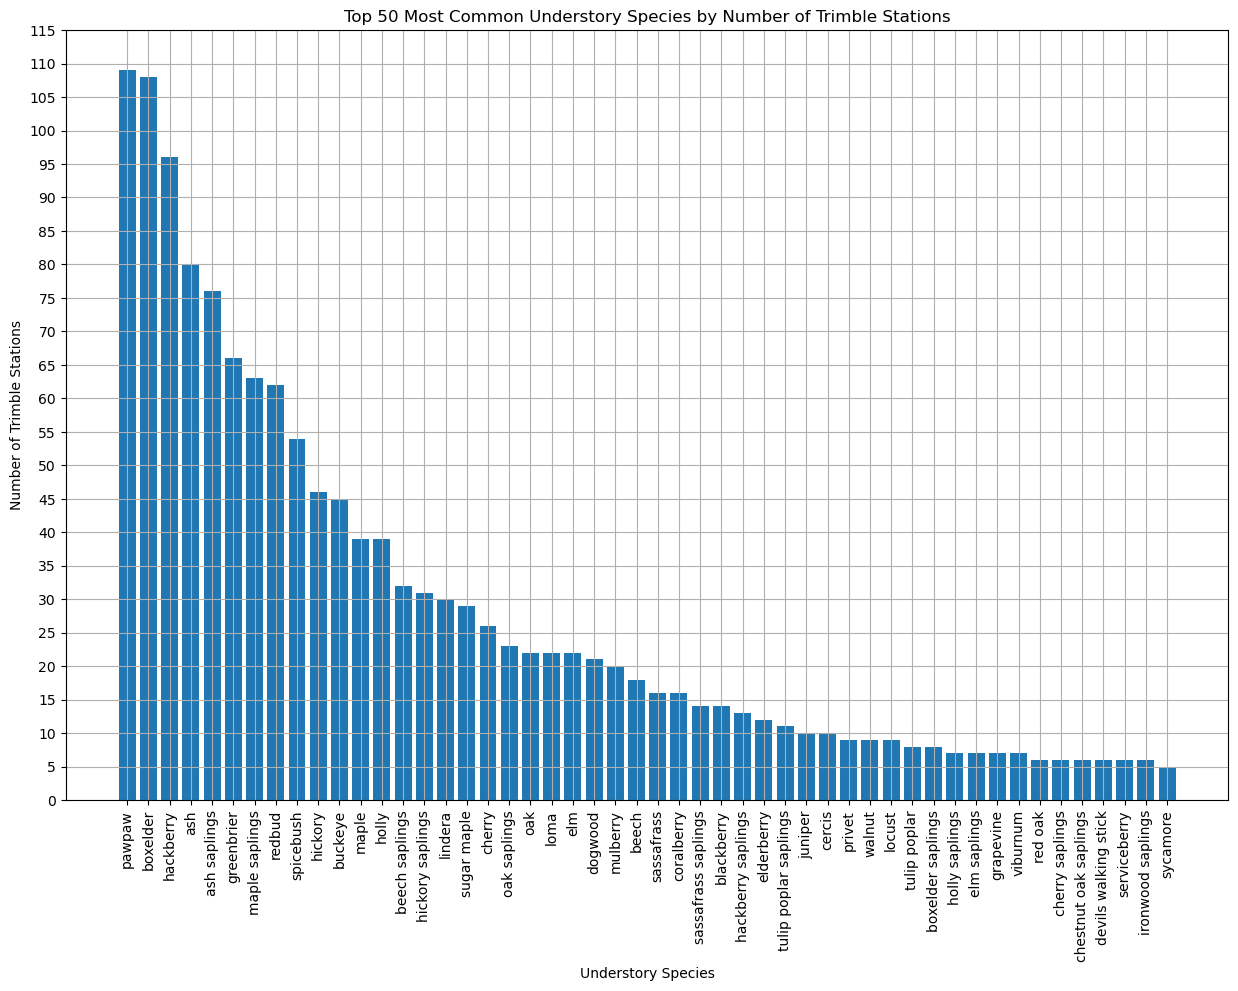 Top 50 Most Common Understory Species by Number of Trimble Stations
115
110
105
100
95
90
85
80
75
70
65
60
55
50
45
40
35
30
25
20
15
10
5
0
Number of Trimble Stations
pawpaw
boxelder
hackberry
ash
ash saplings
greenbrier
maple saplings
redbud
spicebush
hickory
buckeye
maple
holly
beech saplings
hickory saplings
lindera
sugar maple
cherry
oak saplings
oak
loma
elm
dogwood
mulberry
beech
sassafrass
coralberry
sassafrass saplings
blackberry
hackberry saplings
elderberry
tulip poplar saplings
juniper
cercis
privet
walnut
locust
tulip poplar
boxelder saplings
holly saplings
elm saplings
grapevine
viburnum
red oak
cherry saplings
chestnut oak saplings
devils walking stick
serviceberry
ironwood saplings
sycamore
Understory Species